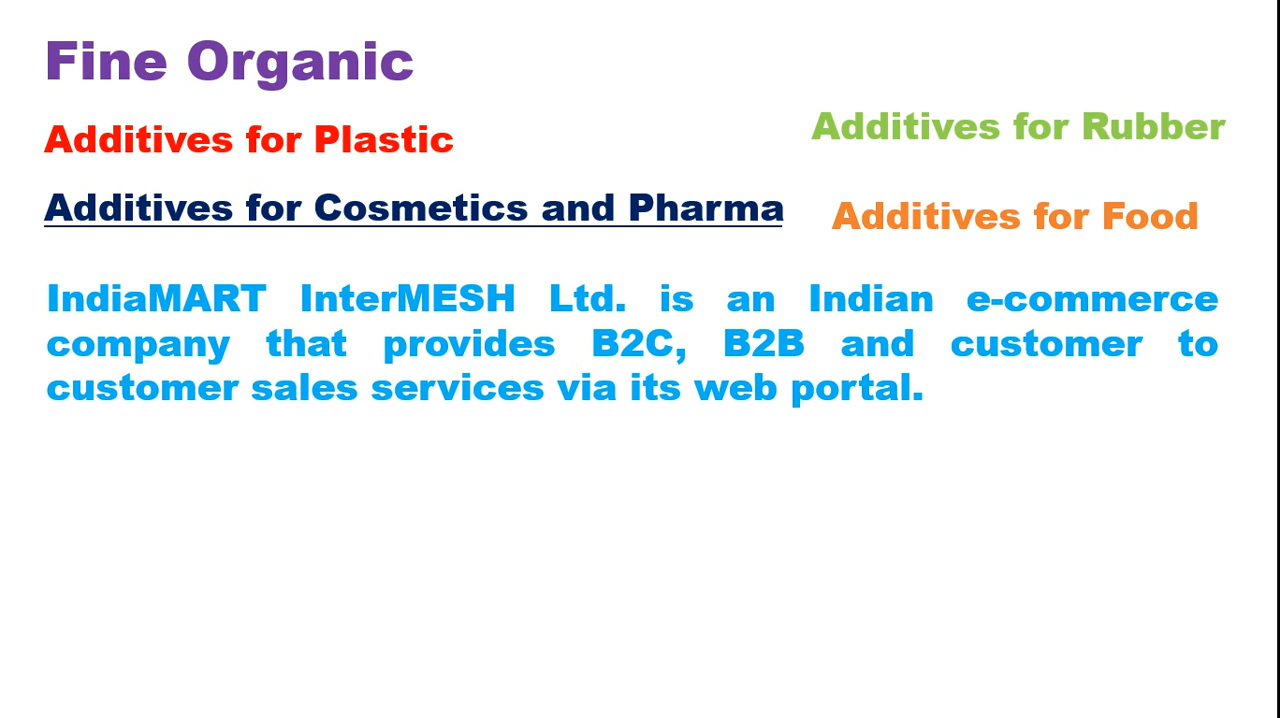 Fine Organic
Additives for Plastic
Additives for Rubber
Additives for Cosmetics and Pharma
Additives for Food
IndiaMART InterMESH Ltd. is an Indian e-commerce
company that provides B2C, B2B and customer to
customer sales services via its web portal.